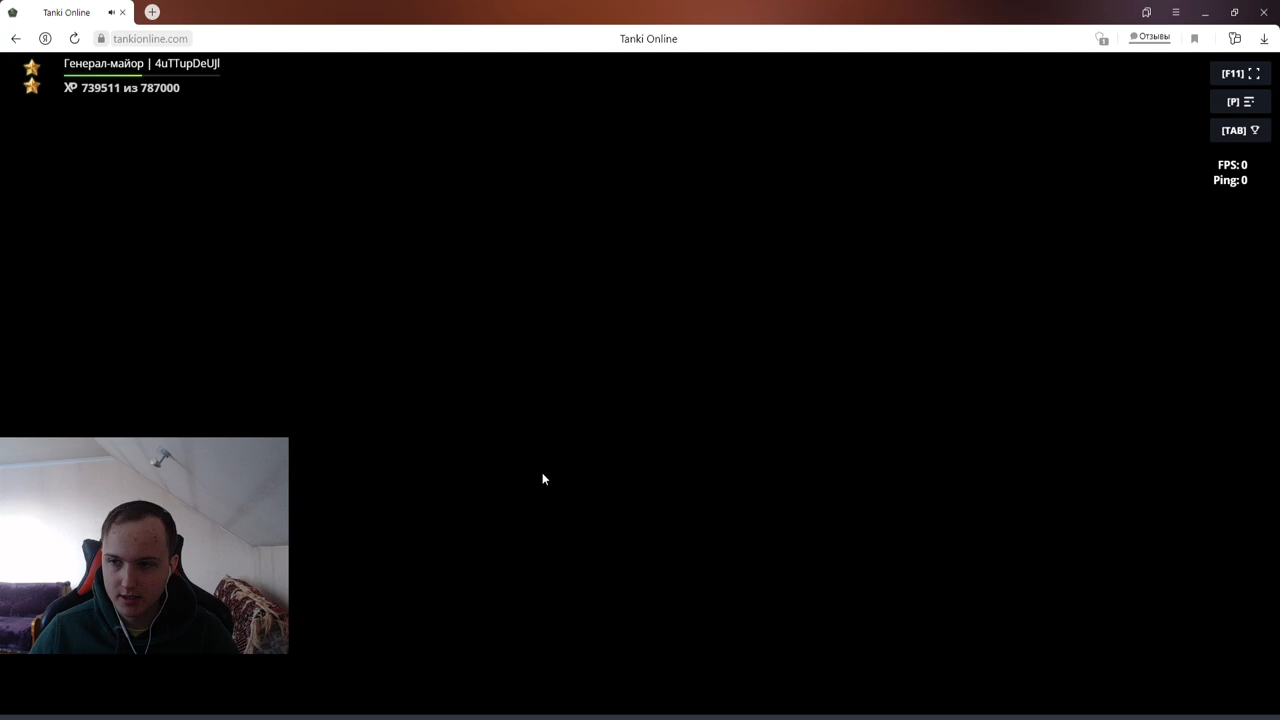 Tanki Online
tankionline.com
Tanki Online
Отзывы
Генерал-майор | 4uTTupDeUJl
XP 739511 из 787000
[F11]
[P]
[TAB]
FPS: 0
Ping: 0